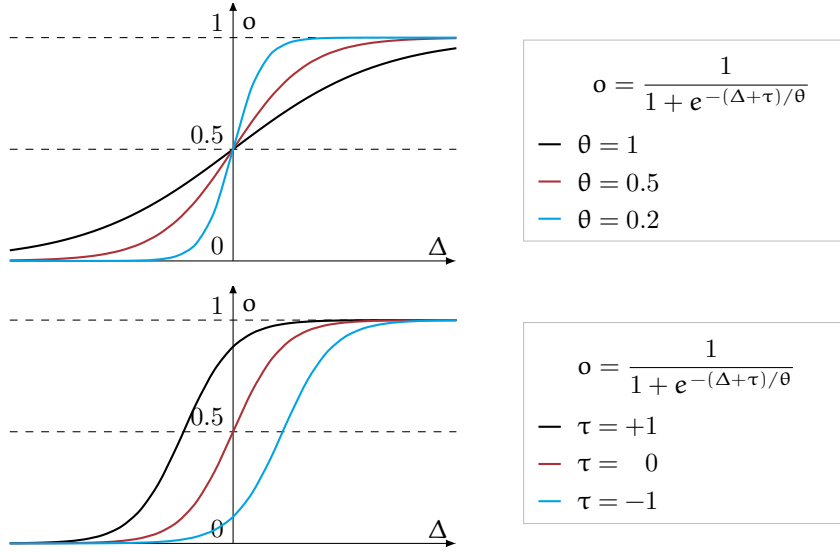 1 o
0.5
0 Δ
o = 1 / (1 + e^{−(Δ+τ)/θ})
θ = 1
θ = 0.5
θ = 0.2
1 o
0.5
0 Δ
o = 1 / (1 + e^{−(Δ+τ)/θ})
τ = +1
τ = 0
τ = −1